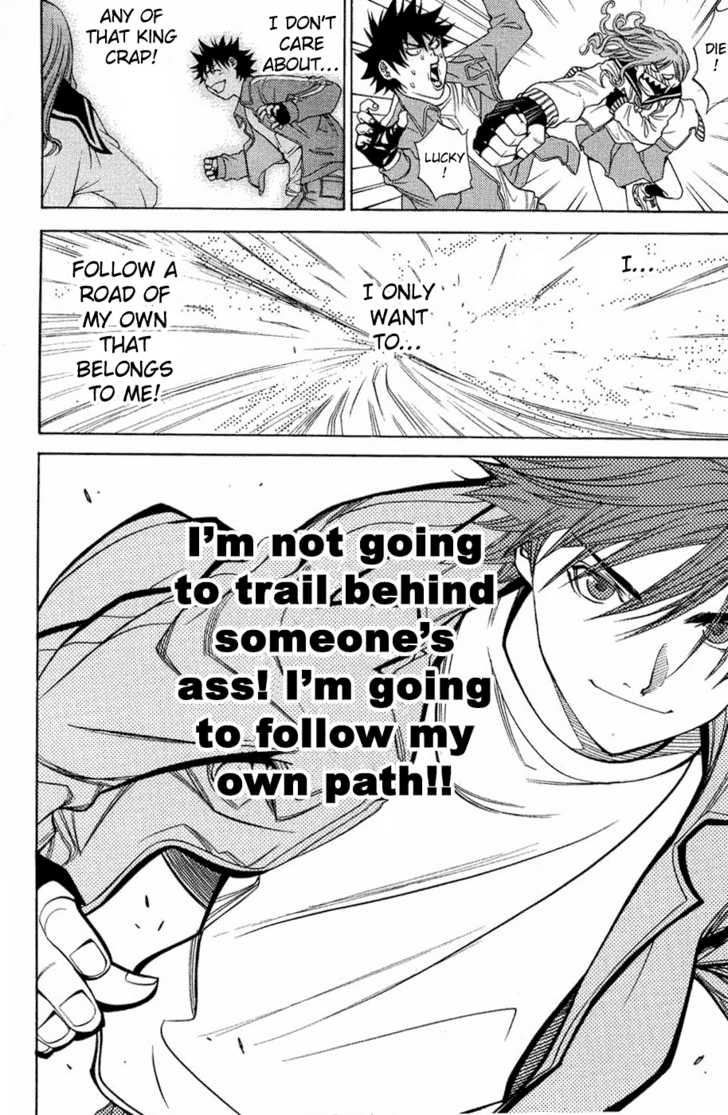 DIE
!
LUCKY
!
I DON'T
CARE
ABOUT...
ANY OF
THAT KING
CRAP!
I...
I ONLY
WANT
TO...
FOLLOW A
ROAD OF
MY OWN
THAT
BELONGS
TO ME!
I'm not going
to trail behind
someone's
ass! I'm going
to follow my
own path!!